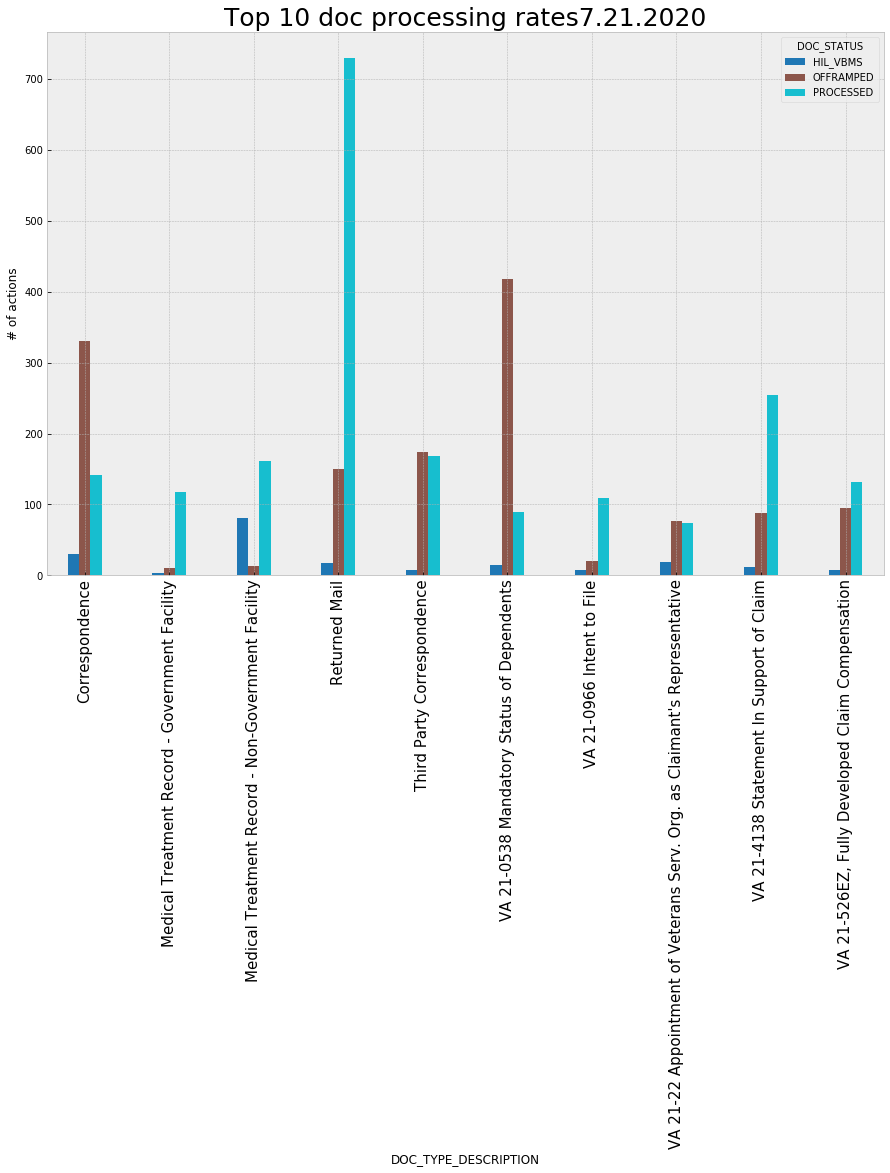 Top 10 doc processing rates7.21.2020
DOC_STATUS
HIL_VBMS
OFFRAMPED
PROCESSED
# of actions
700
600
500
400
300
200
100
0
Correspondence
Medical Treatment Record - Government Facility
Medical Treatment Record - Non-Government Facility
Returned Mail
Third Party Correspondence
VA 21-0538 Mandatory Status of Dependents
VA 21-0966 Intent to File
VA 21-22 Appointment of Veterans Serv. Org. as Claimant's Representative
VA 21-4138 Statement In Support of Claim
VA 21-526EZ, Fully Developed Claim Compensation
DOC_TYPE_DESCRIPTION